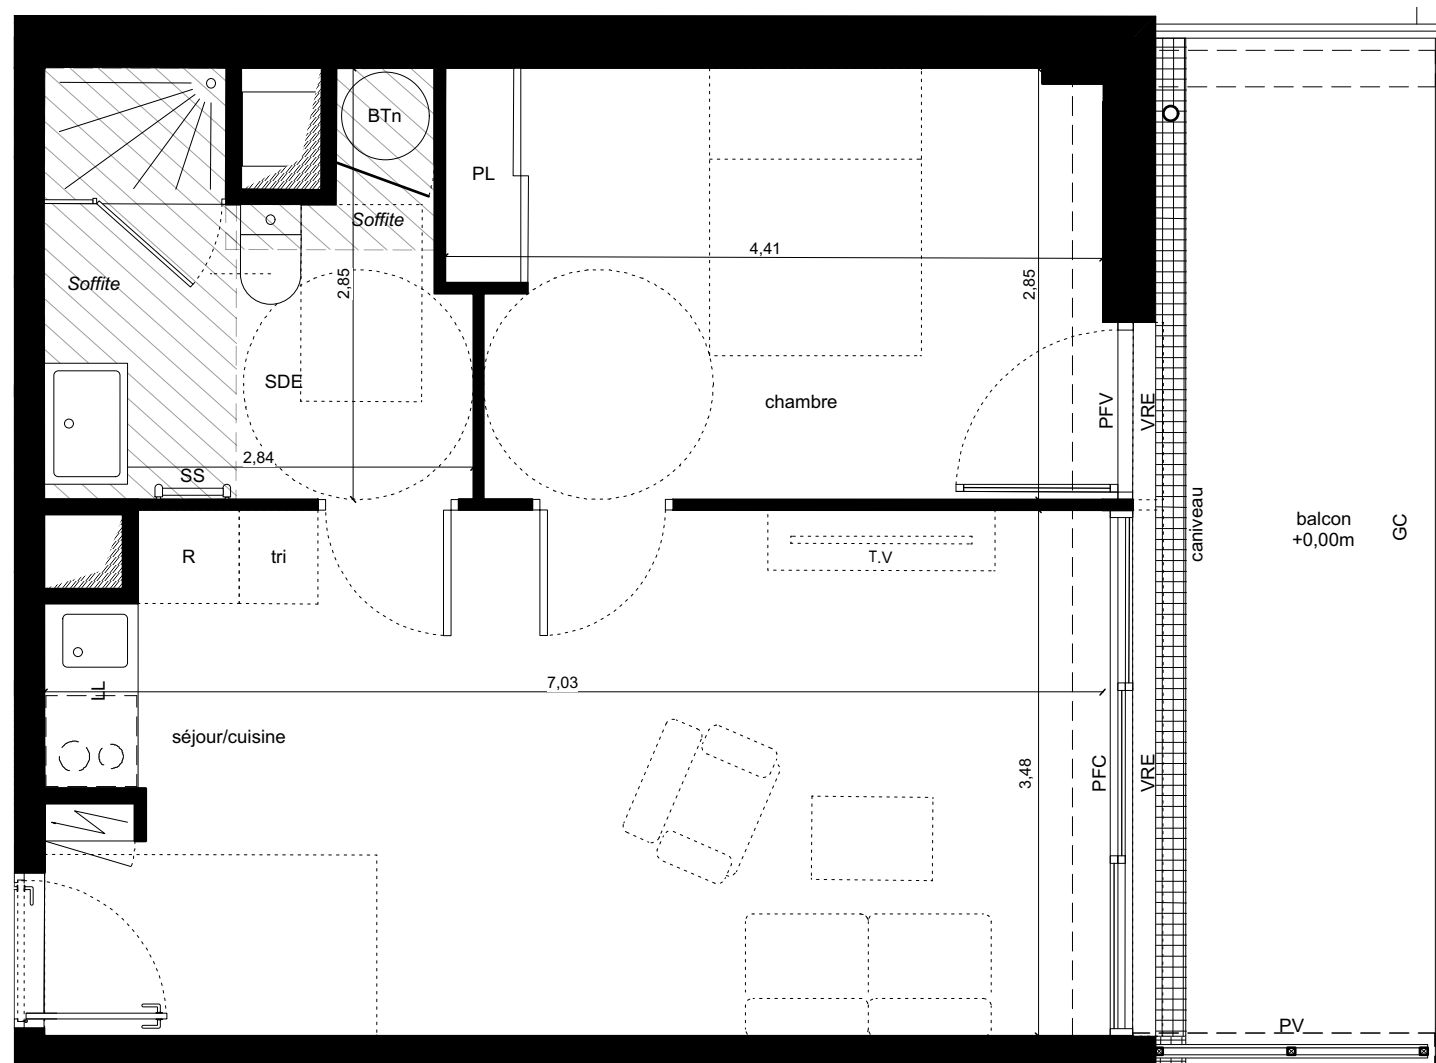 BTn
PL
Soffite
4,41
2,85
2,85
Soffite
SDE
chambre
PFV
VRE
2,84
SS
caniveau
balcon
+0,00m
GC
R
tri
T.V
7,03
LL
séjour/cuisine
3,48
PFC
VRE
PV